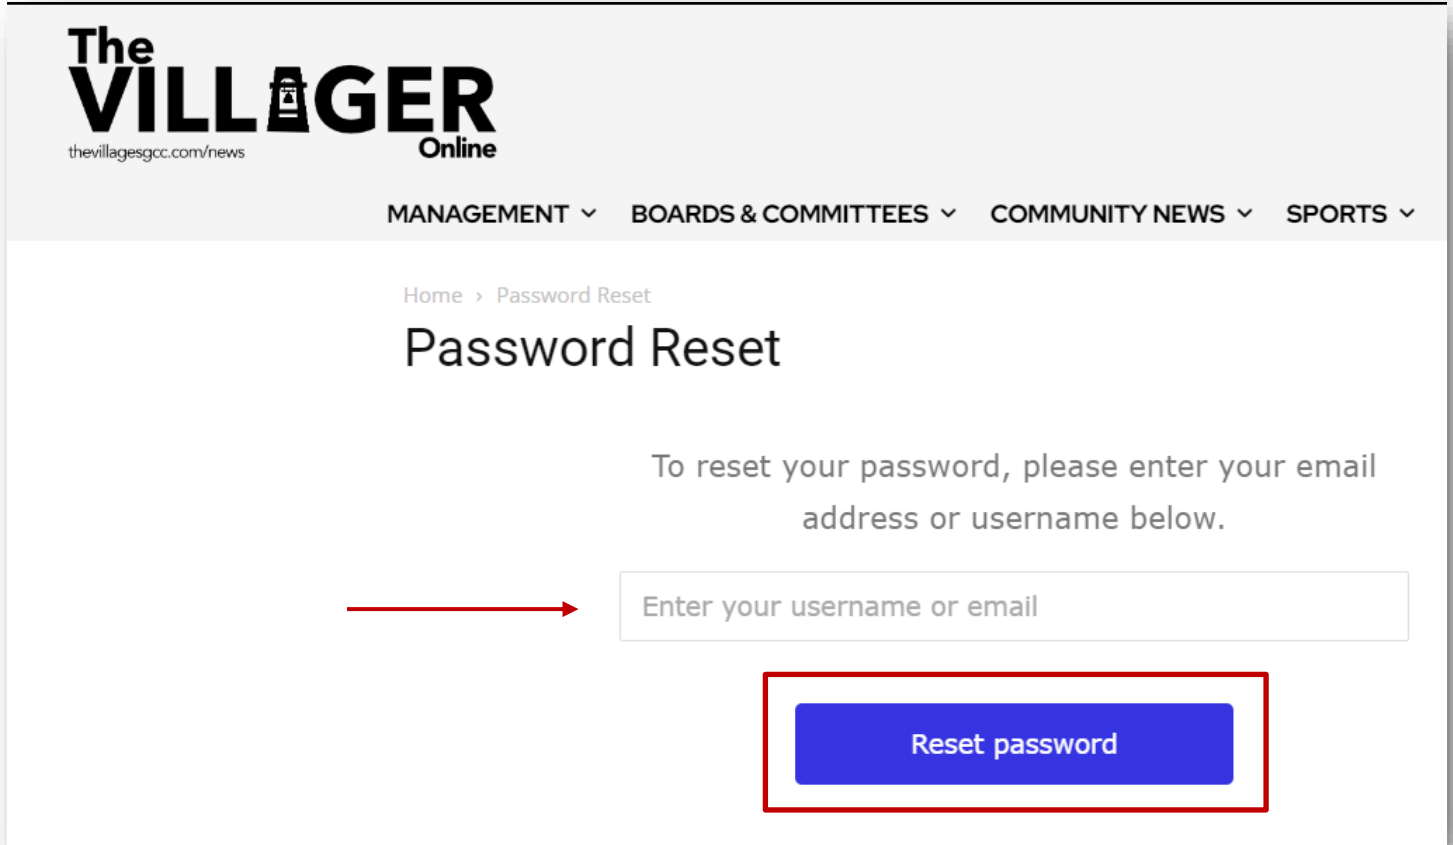 The
VILLAGER
thevillagesgcc.com/news
Online
MANAGEMENT
BOARDS & COMMITTEES
COMMUNITY NEWS
SPORTS
Home › Password Reset
Password Reset
To reset your password, please enter your email
address or username below.
Enter your username or email
Reset password